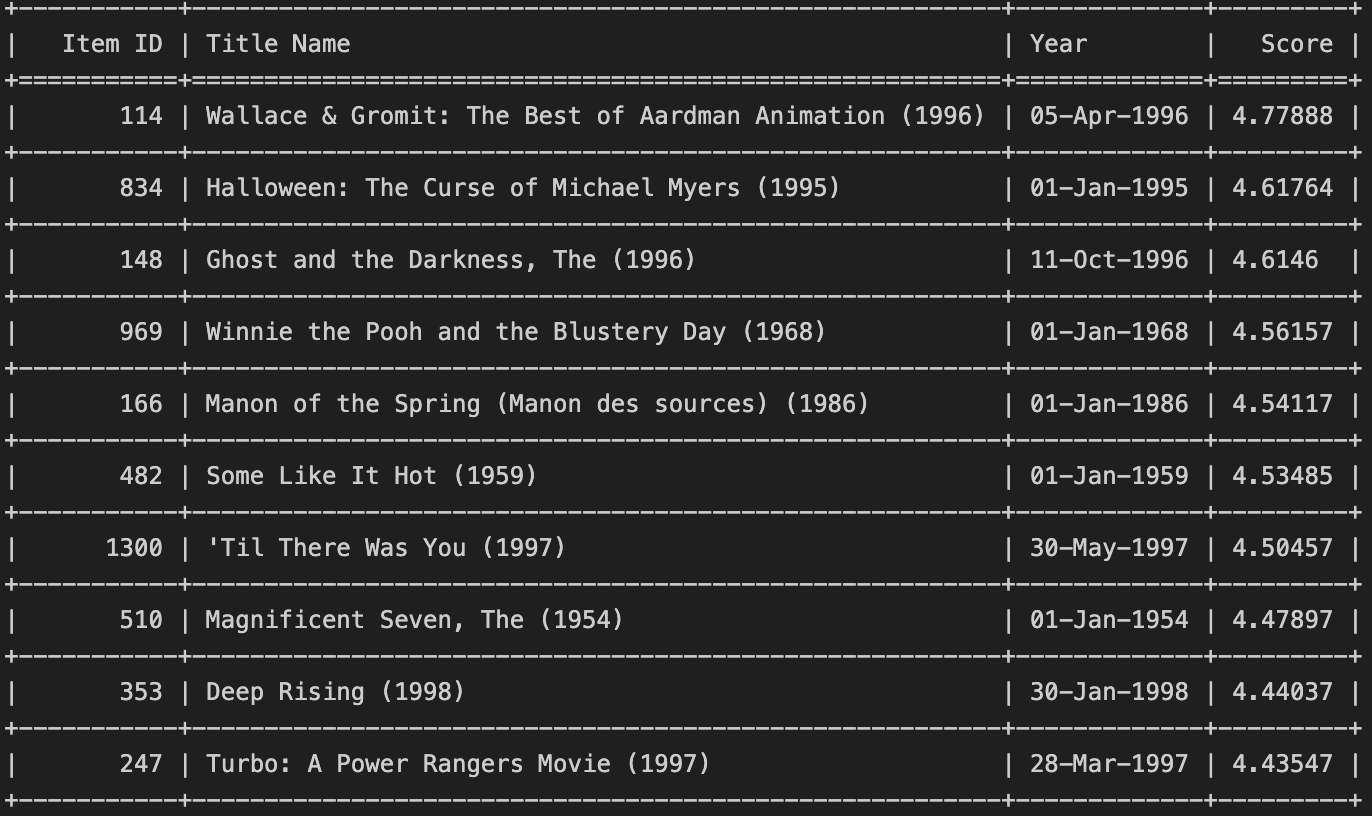 | Item ID | Title Name | Year | Score |
| 114 | Wallace & Gromit: The Best of Aardman Animation (1996) | 05-Apr-1996 | 4.77888 |
| 834 | Halloween: The Curse of Michael Myers (1995) | 01-Jan-1995 | 4.61764 |
| 148 | Ghost and the Darkness, The (1996) | 11-Oct-1996 | 4.6146 |
| 969 | Winnie the Pooh and the Blustery Day (1968) | 01-Jan-1968 | 4.56157 |
| 166 | Manon of the Spring (Manon des sources) (1986) | 01-Jan-1986 | 4.54117 |
| 482 | Some Like It Hot (1959) | 01-Jan-1959 | 4.53485 |
| 1300 | 'Til There Was You (1997) | 30-May-1997 | 4.50457 |
| 510 | Magnificent Seven, The (1954) | 01-Jan-1954 | 4.47897 |
| 353 | Deep Rising (1998) | 30-Jan-1998 | 4.44037 |
| 247 | Turbo: A Power Rangers Movie (1997) | 28-Mar-1997 | 4.43547 |